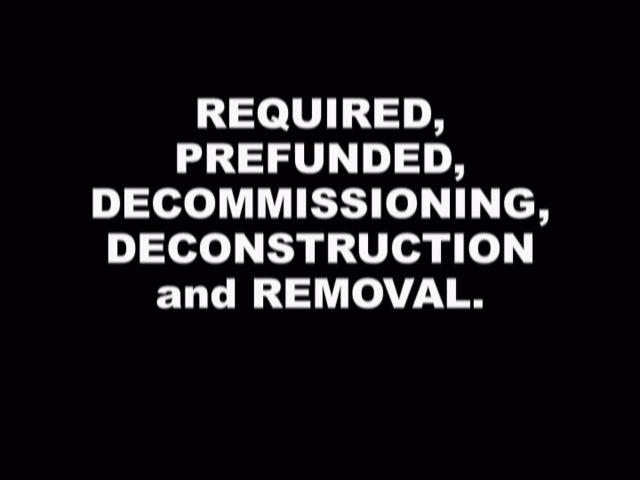 REQUIRED,
PREFUNDED,
DECOMMISSIONING,
DECONSTRUCTION
and REMOVAL.